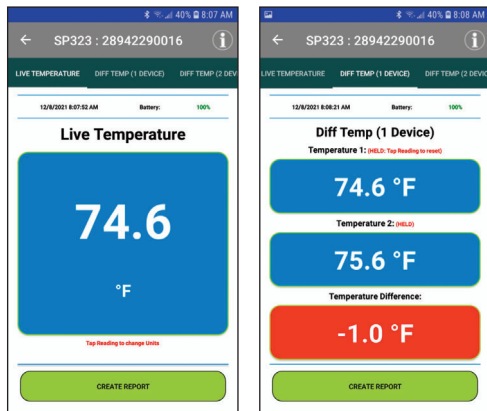 40% 8:07 AM
SP323 : 28942290016
LIVE TEMPERATURE DIFF TEMP (1 DEVICE) DIFF TEMP (2 DEV
12/8/2021 8:07:52 AM Battery: 100%
Live Temperature
74.6
°F
Tap Reading to change Units
CREATE REPORT
40% 8:08 AM
SP323 : 28942290016
LIVE TEMPERATURE DIFF TEMP (1 DEVICE) DIFF TEMP (2 DEVIC
12/8/2021 8:08:21 AM Battery: 100%
Diff Temp (1 Device)
Temperature 1: (HELD: Tap Reading to reset)
74.6 °F
Temperature 2: (HELD)
75.6 °F
Temperature Difference:
-1.0 °F
CREATE REPORT